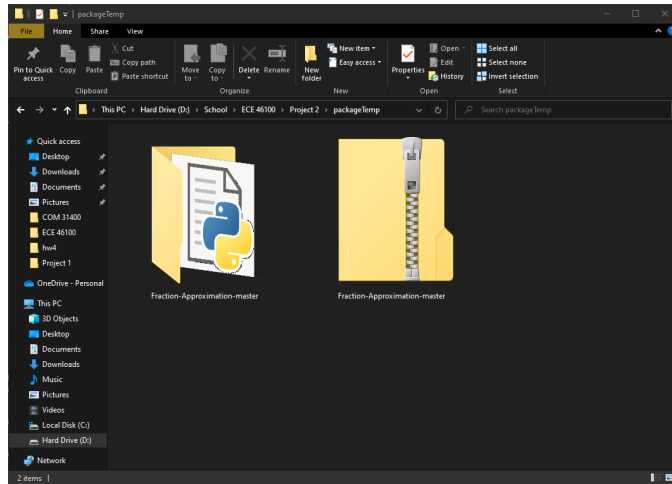 packageTemp
File Home Share View
Pin to Quick access
Copy
Paste
Cut
Copy path
Paste shortcut
Clipboard
Move to
Copy to
Delete
Rename
Organize
New folder
New item
Easy access
New
Properties
Open
Edit
History
Open
Select all
Select none
Invert selection
Select
This PC > Hard Drive (D:) > School > ECE 46100 > Project 2 > packageTemp
Search packageTemp
Quick access
Desktop
Downloads
Documents
Pictures
COM 31400
ECE 46100
hw4
Project 1
OneDrive - Personal
This PC
3D Objects
Desktop
Documents
Downloads
Music
Pictures
Videos
Local Disk (C:)
Hard Drive (D:)
Network
Fraction-Approximation-master
Fraction-Approximation-master
2 items